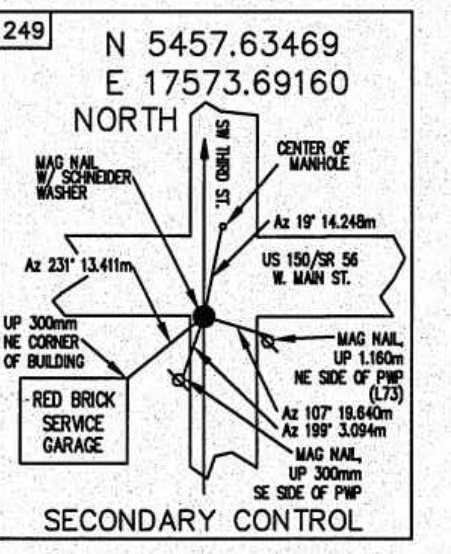 249
N 5457.63469
E 17573.69160
NORTH
SW THIRD ST.
CENTER OF
MANHOLE
MAG NAIL
W/ SCHNEIDER
WASHER
Az 19° 14.248m
Az 231° 13.411m
US 150/SR 56
W. MAIN ST.
UP 300mm
NE CORNER
OF BUILDING
MAG NAIL,
UP 1.160m
NE SIDE OF PWP
(L73)
RED BRICK
SERVICE
GARAGE
Az 107° 19.640m
Az 199° 3.094m
MAG NAIL,
UP 300mm
SE SIDE OF PWP
SECONDARY CONTROL